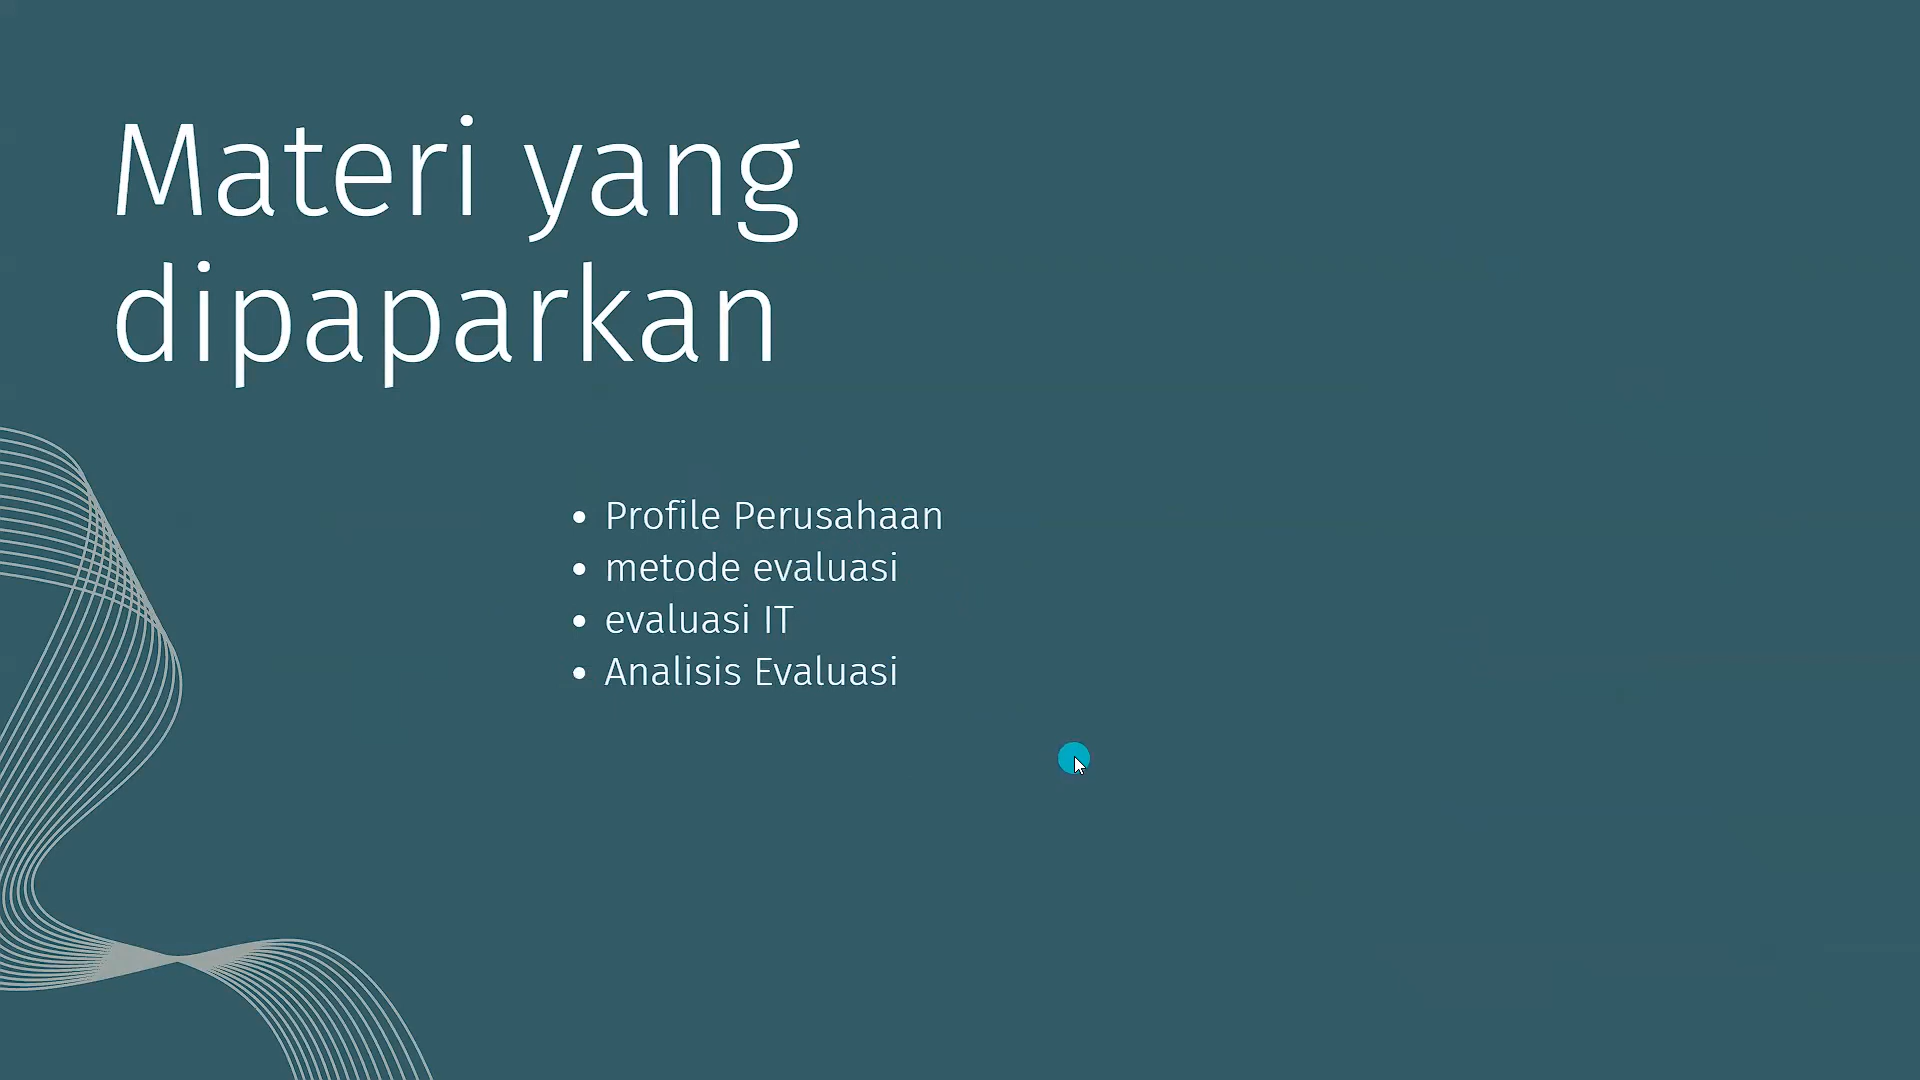 Materi yang
dipaparkan
• Profile Perusahaan
• metode evaluasi
• evaluasi IT
• Analisis Evaluasi